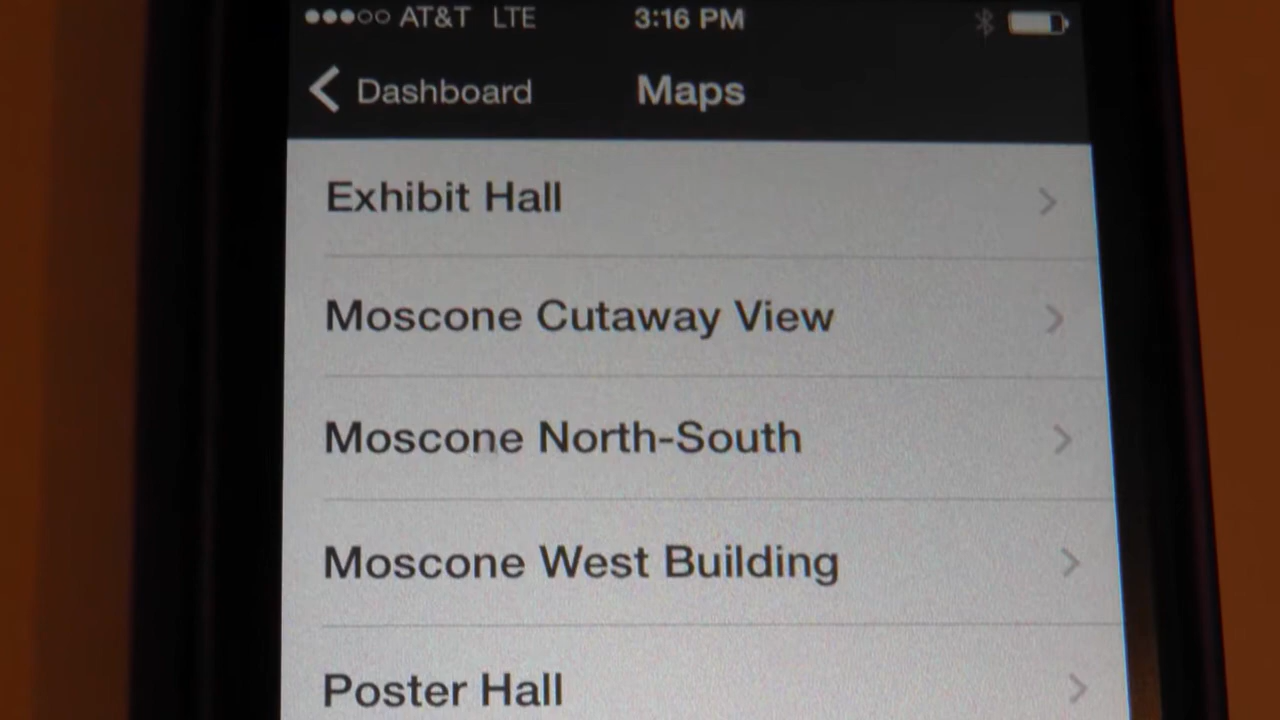 AT&T LTE 3:16 PM
Dashboard Maps
Exhibit Hall
Moscone Cutaway View
Moscone North-South
Moscone West Building
Poster Hall